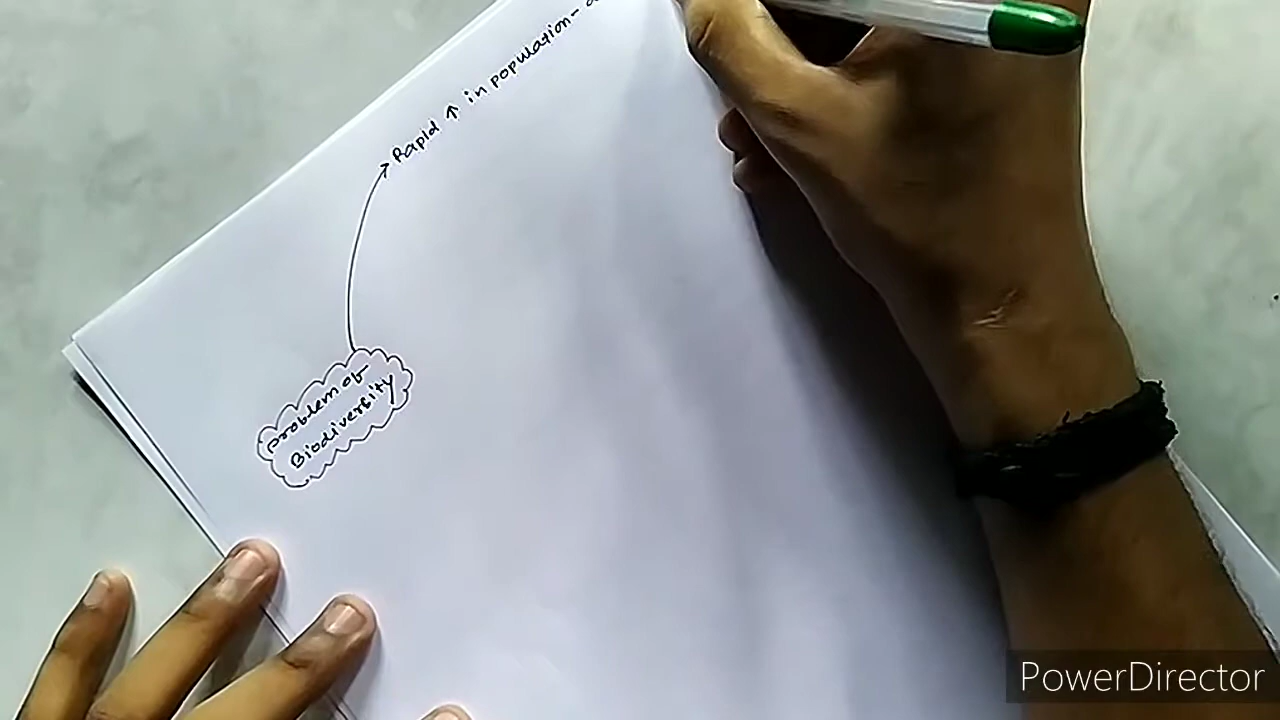 Rapid ↑ in population-
Problem of
Biodiversity
PowerDirector